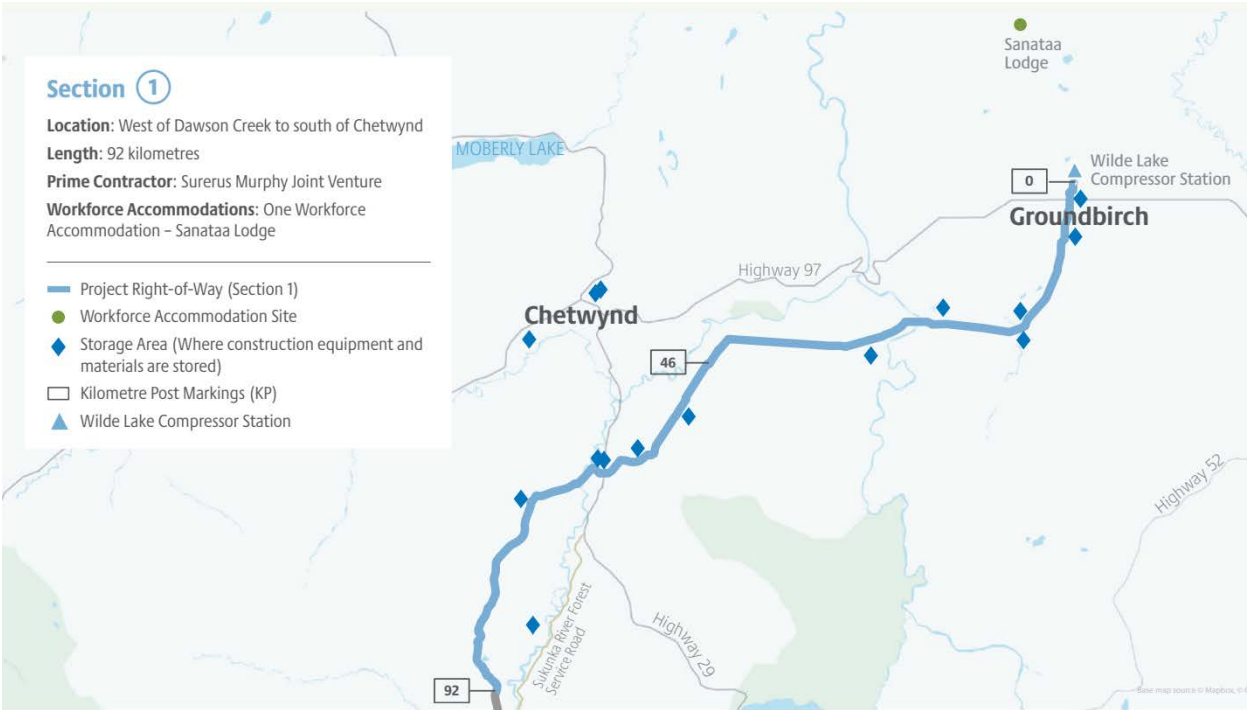 Section 1
Location: West of Dawson Creek to south of Chetwynd
Length: 92 kilometres
Prime Contractor: Surerus Murphy Joint Venture
Workforce Accommodations: One Workforce
Accommodation – Sanataa Lodge
Project Right-of-Way (Section 1)
Workforce Accommodation Site
Storage Area (Where construction equipment and
materials are stored)
Kilometre Post Markings (KP)
Wilde Lake Compressor Station
Sanataa
Lodge
MOBERLY LAKE
Wilde Lake
Compressor Station
0
Groundbirch
Highway 97
Chetwynd
46
Highway 52
Sukunka River Forest
Service Road
Highway 29
92
Base map source © Mapbox, ©